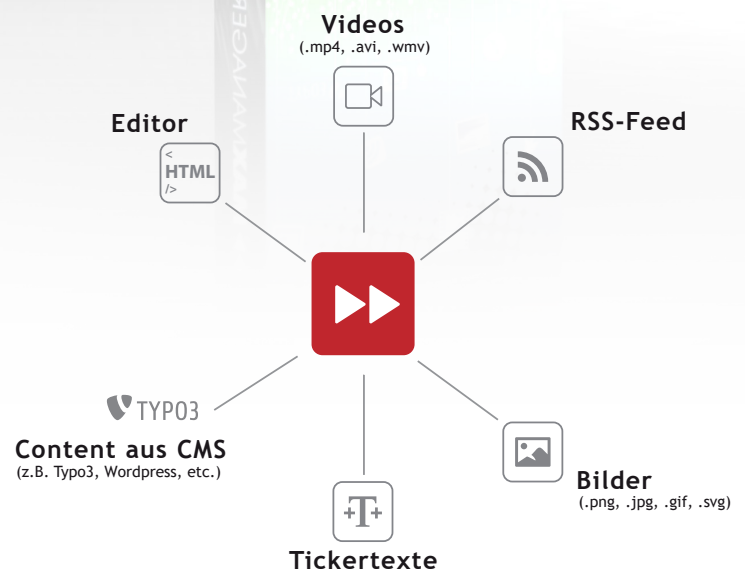 Videos
(.mp4, .avi, .wmv)
Editor
<
HTML
/>
RSS-Feed
TYPO3
Content aus CMS
(z.B. Typo3, Wordpress, etc.)
Bilder
(.png, .jpg, .gif, .svg)
+T+
Tickertexte